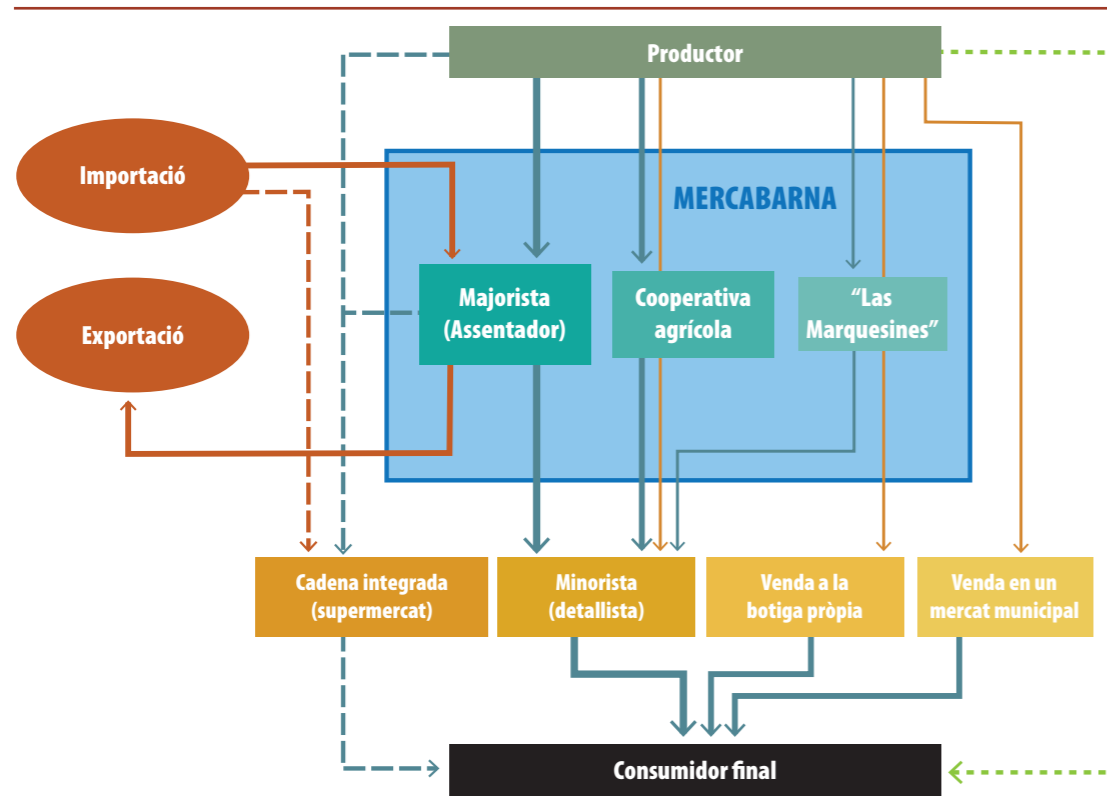 Productor
Importació
MERCABARNA
Majorista
(Assentador)
Cooperativa
agrícola
“Las
Marquesines”
Exportació
Cadena integrada
(supermercat)
Minorista
(detallista)
Venda a la
botiga pròpia
Venda en un
mercat municipal
Consumidor final